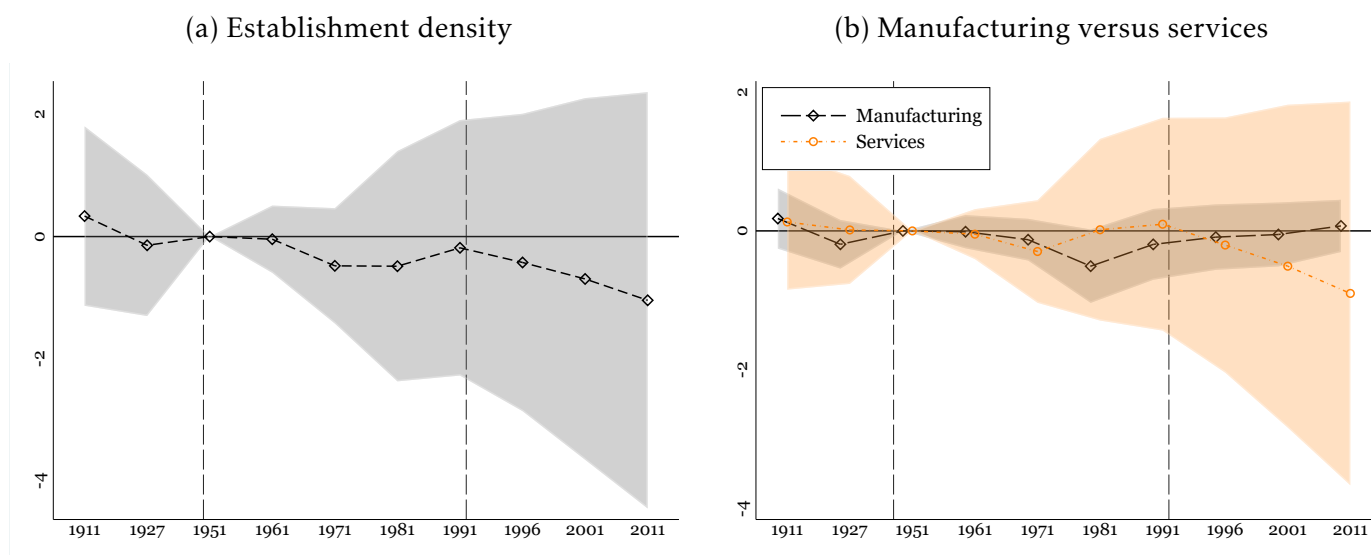 (a) Establishment density
2
0
-2
-4
1911 1927 1951 1961 1971 1981 1991 1996 2001 2011
(b) Manufacturing versus services
2
0
-2
-4
Manufacturing
Services
1911 1927 1951 1961 1971 1981 1991 1996 2001 2011